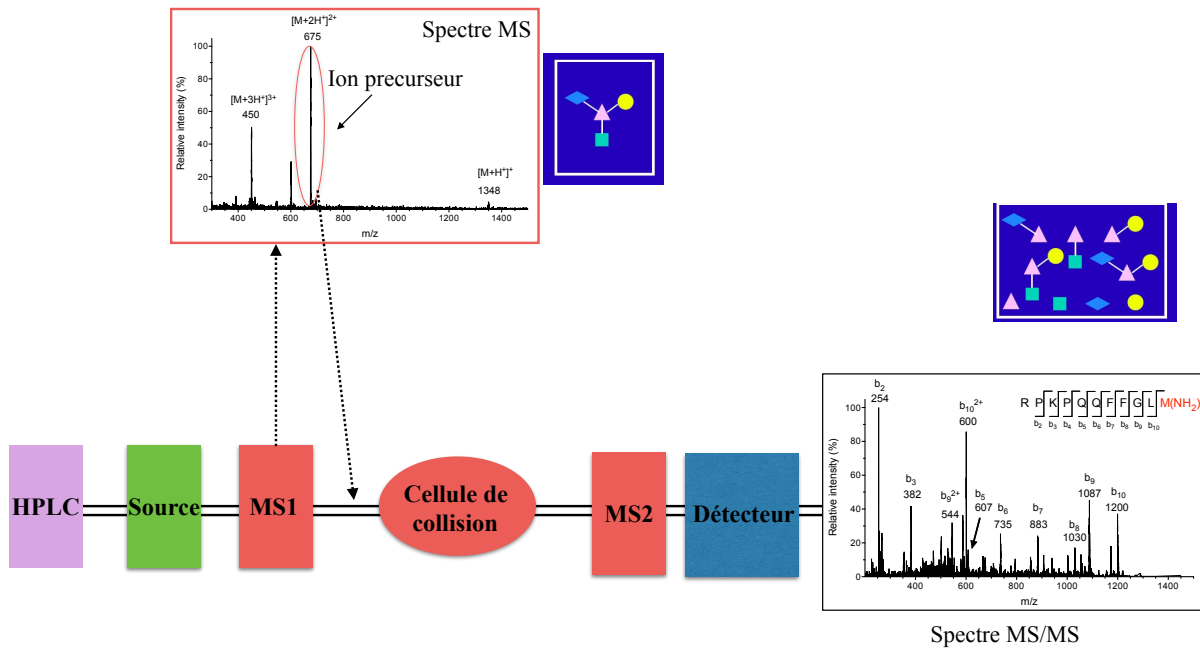 Spectre MS
[M+2H⁺]²⁺
675
Ion precurseur
[M+3H⁺]³⁺
450
[M+H⁺]⁺
1348
Relative intensity (%)
100
80
60
40
20
0
400 600 800 1000 1200 1400
m/z
HPLC
Source
MS1
Cellule de
collision
MS2
Détecteur
b₂
254
b₁₀²⁺
600
R P K P Q Q F F G L M(NH₂)
b₂ b₃ b₄ b₅ b₆ b₇ b₈ b₉ b₁₀
b₃
382
b₉²⁺
544
b₅
607
b₆
735
b₇
883
b₈
1030
b₉
1087
b₁₀
1200
Relative intensity (%)
100
80
60
40
20
0
400 600 800 1000 1200 1400
m/z
Spectre MS/MS